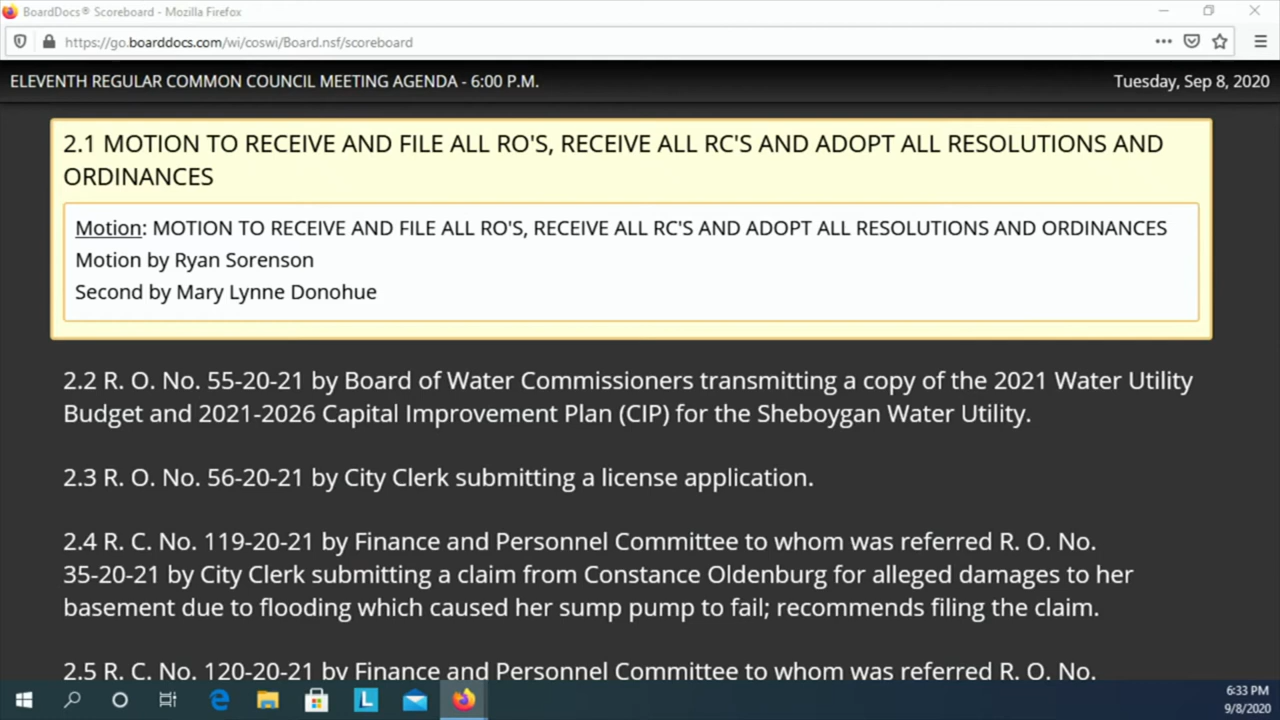 BoardDocs® Scoreboard - Mozilla Firefox
https://go.boarddocs.com/wi/coswi/Board.nsf/scoreboard
ELEVENTH REGULAR COMMON COUNCIL MEETING AGENDA - 6:00 P.M.
Tuesday, Sep 8, 2020
2.1 MOTION TO RECEIVE AND FILE ALL RO'S, RECEIVE ALL RC'S AND ADOPT ALL RESOLUTIONS AND
ORDINANCES
Motion: MOTION TO RECEIVE AND FILE ALL RO'S, RECEIVE ALL RC'S AND ADOPT ALL RESOLUTIONS AND ORDINANCES
Motion by Ryan Sorenson
Second by Mary Lynne Donohue
2.2 R. O. No. 55-20-21 by Board of Water Commissioners transmitting a copy of the 2021 Water Utility
Budget and 2021-2026 Capital Improvement Plan (CIP) for the Sheboygan Water Utility.
2.3 R. O. No. 56-20-21 by City Clerk submitting a license application.
2.4 R. C. No. 119-20-21 by Finance and Personnel Committee to whom was referred R. O. No.
35-20-21 by City Clerk submitting a claim from Constance Oldenburg for alleged damages to her
basement due to flooding which caused her sump pump to fail; recommends filing the claim.
2.5 R. C. No. 120-20-21 by Finance and Personnel Committee to whom was referred R. O. No.
L
6:33 PM
9/8/2020